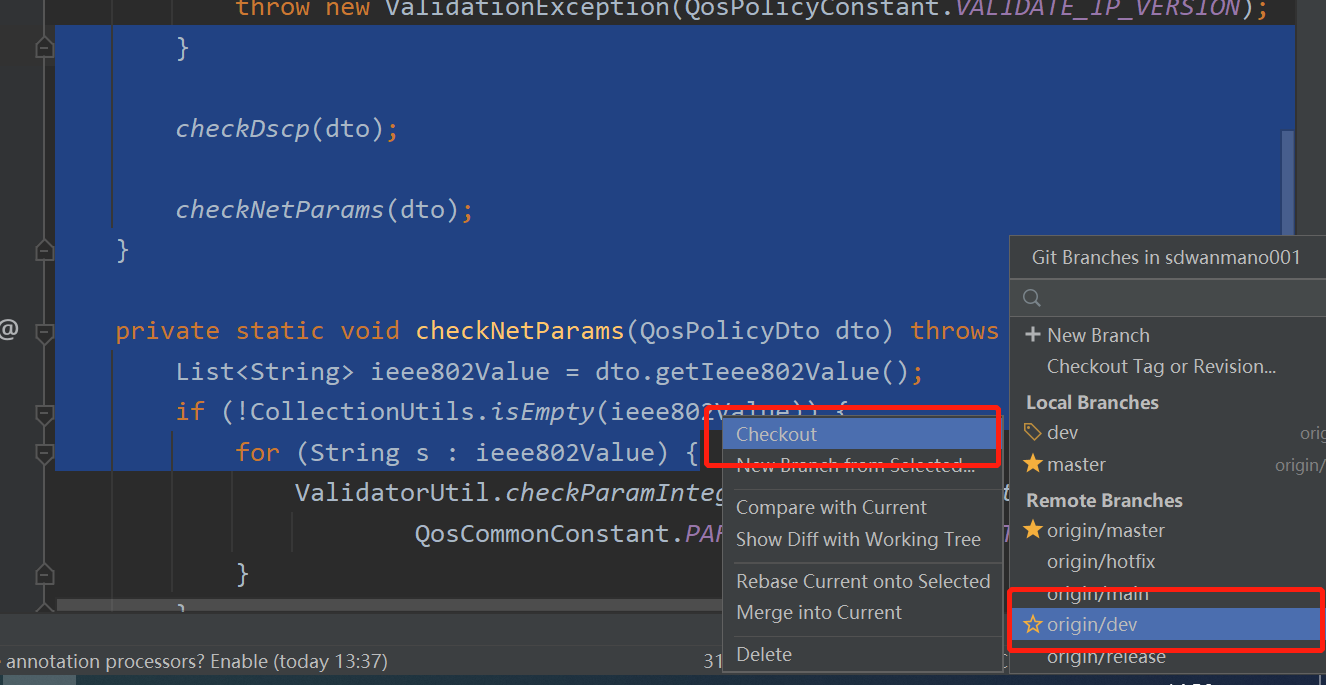 throw new ValidationException(QosPolicyConstant.VALIDATE_IP_VERSION);
}
checkDscp(dto);
checkNetParams(dto);
}
private static void checkNetParams(QosPolicyDto dto) throws
List<String> ieee802Value = dto.getIeee802Value();
if (!CollectionUtils.isEmpty(ieee802Value)) {
for (String s : ieee802Value) {
ValidatorUtil.checkParamInteg
QosCommonConstant.PAR
}
}
@
annotation processors? Enable (today 13:37)
31
Checkout
New Branch from Selected...
Compare with Current
Show Diff with Working Tree
Rebase Current onto Selected
Merge into Current
Delete
Git Branches in sdwanmano001
+ New Branch
Checkout Tag or Revision...
Local Branches
dev orig
master origin/
Remote Branches
origin/master
origin/hotfix
origin/main
origin/dev
origin/release